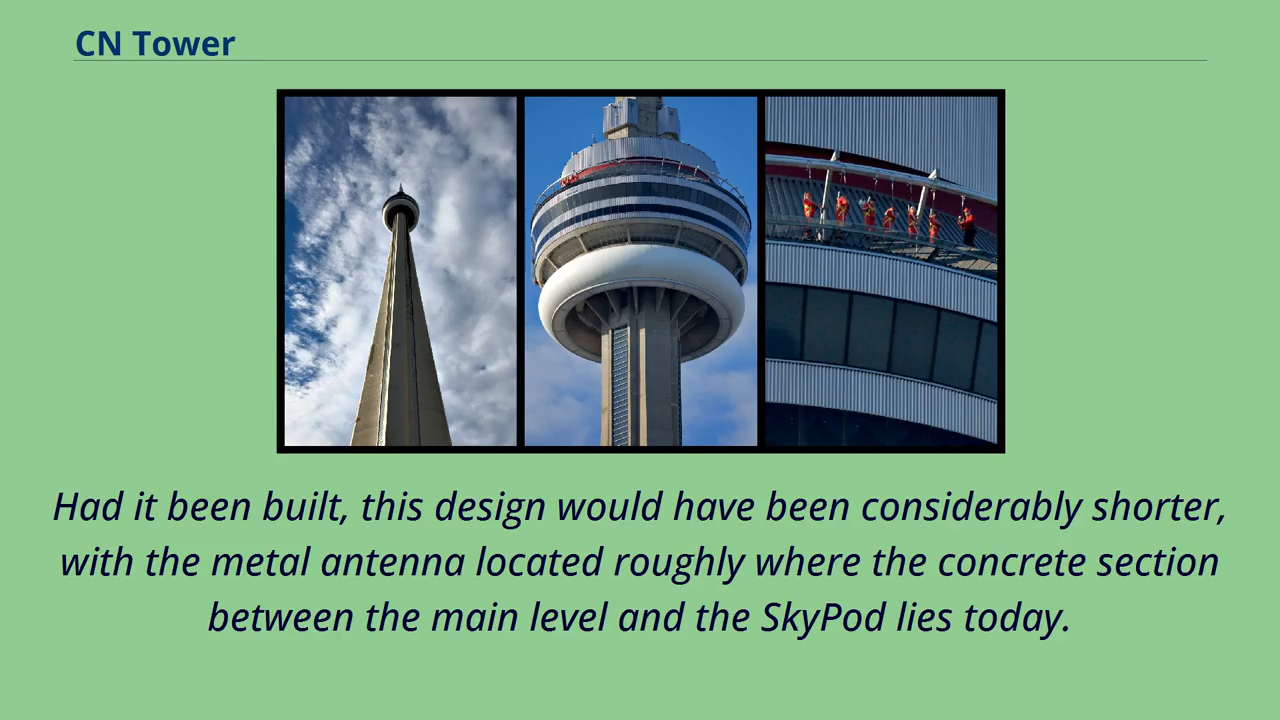 CN Tower
Had it been built, this design would have been considerably shorter,
with the metal antenna located roughly where the concrete section
between the main level and the SkyPod lies today.